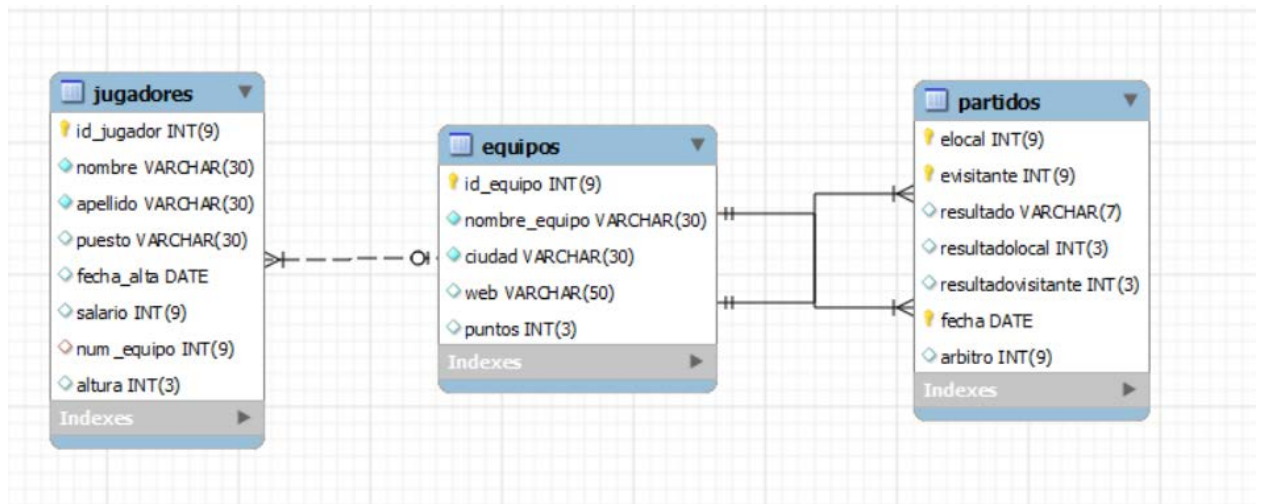 jugadores
id_jugador INT(9)
nombre VARCHAR(30)
apellido VARCHAR(30)
puesto VARCHAR(30)
fecha_alta DATE
salario INT(9)
num_equipo INT(9)
altura INT(3)
Indexes
equipos
id_equipo INT(9)
nombre_equipo VARCHAR(30)
ciudad VARCHAR(30)
web VARCHAR(50)
puntos INT(3)
Indexes
partidos
elocal INT(9)
evisitante INT(9)
resultado VARCHAR(7)
resultadolocal INT(3)
resultadovisitante INT(3)
fecha DATE
arbitro INT(9)
Indexes